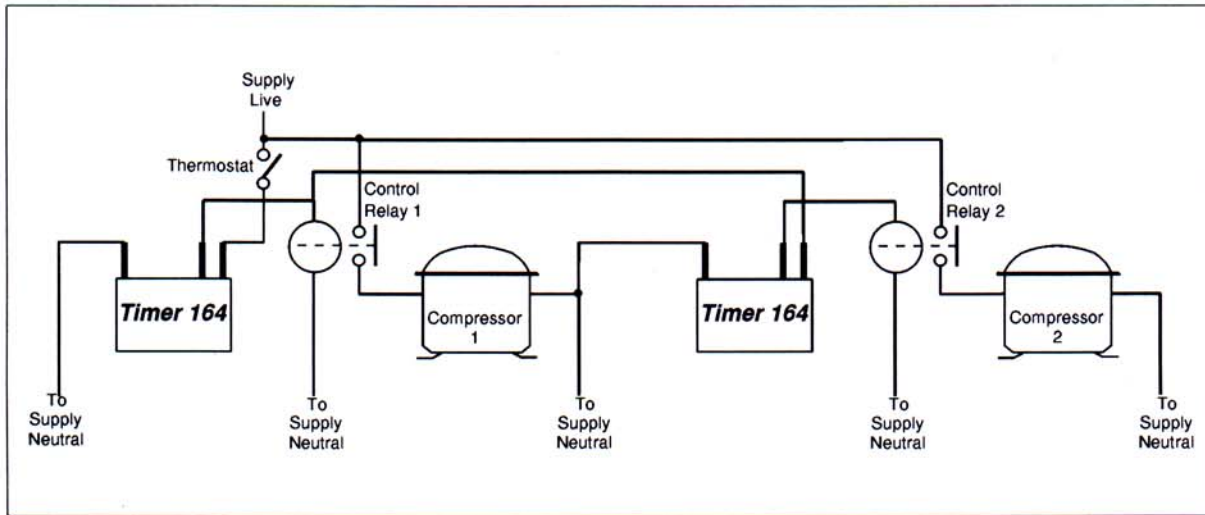 Supply
Live
Thermostat
Control
Relay 1
Control
Relay 2
Timer 164
Compressor
1
Timer 164
Compressor
2
To
Supply
Neutral
To
Supply
Neutral
To
Supply
Neutral
To
Supply
Neutral
To
Supply
Neutral